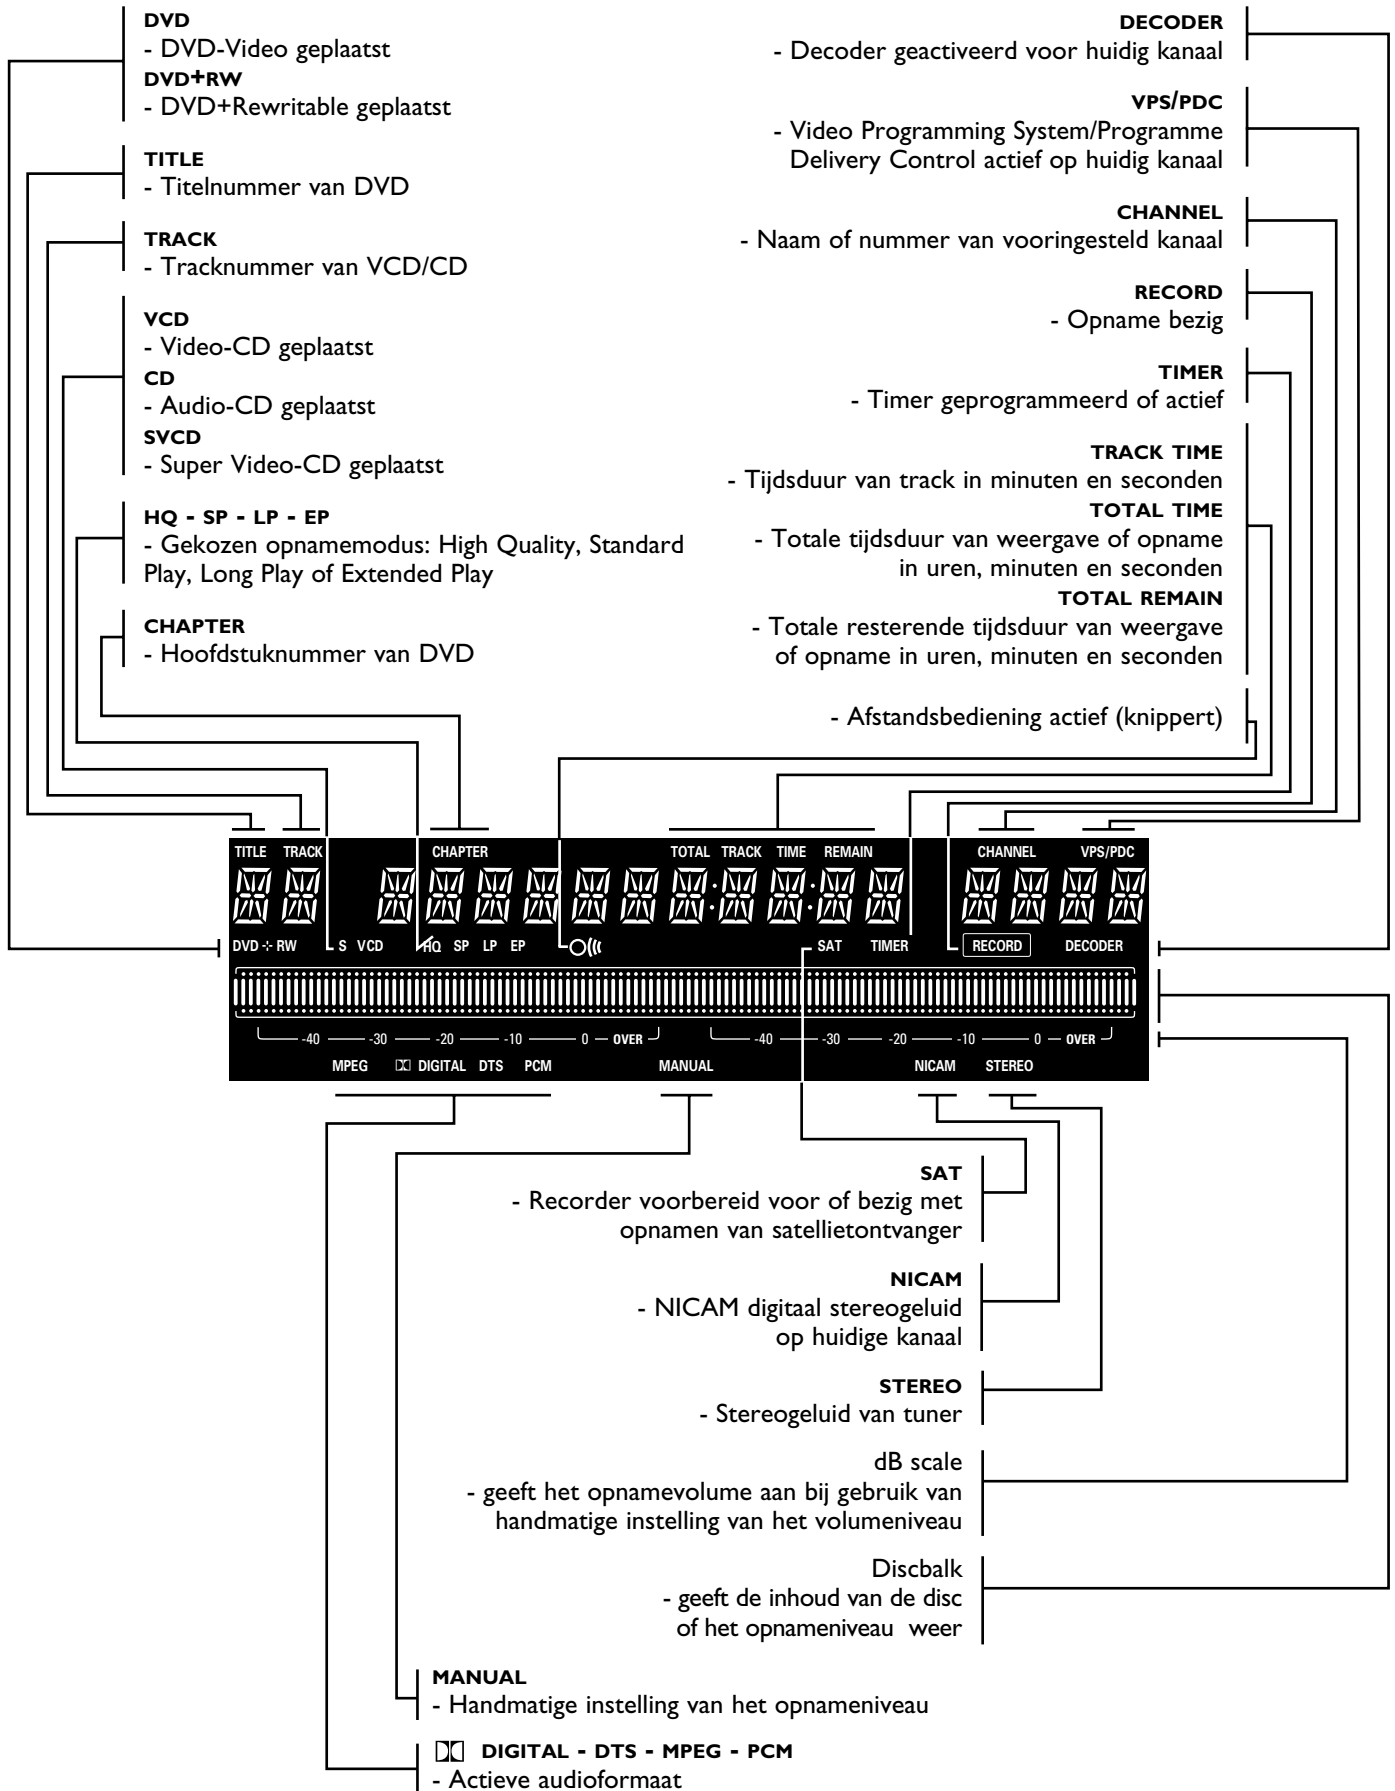 DVD
- DVD-Video geplaatst
DVD+RW
- DVD+Rewritable geplaatst
TITLE
- Titelnummer van DVD
TRACK
- Tracknummer van VCD/CD
VCD
- Video-CD geplaatst
CD
- Audio-CD geplaatst
SVCD
- Super Video-CD geplaatst
HQ - SP - LP - EP
- Gekozen opnamemodus: High Quality, Standard
Play, Long Play of Extended Play
CHAPTER
- Hoofdstuknummer van DVD
DECODER
- Decoder geactiveerd voor huidig kanaal
VPS/PDC
- Video Programming System/Programme
Delivery Control actief op huidig kanaal
CHANNEL
- Naam of nummer van vooringesteld kanaal
RECORD
- Opname bezig
TIMER
- Timer geprogrammeerd of actief
TRACK TIME
- Tijdsduur van track in minuten en seconden
TOTAL TIME
- Totale tijdsduur van weergave of opname
in uren, minuten en seconden
TOTAL REMAIN
- Totale resterende tijdsduur van weergave
of opname in uren, minuten en seconden
- Afstandsbediening actief (knippert)
TITLE TRACK CHAPTER TOTAL TRACK TIME REMAIN CHANNEL VPS/PDC
DVD + RW S VCD HQ SP LP EP SAT TIMER RECORD DECODER
-40 -30 -20 -10 0 OVER -40 -30 -20 -10 0 OVER
MPEG DIGITAL DTS PCM MANUAL NICAM STEREO
SAT
- Recorder voorbereid voor of bezig met
opnamen van satellietontvanger
NICAM
- NICAM digitaal stereogeluid
op huidige kanaal
STEREO
- Stereogeluid van tuner
dB scale
- geeft het opnamevolume aan bij gebruik van
handmatige instelling van het volumeniveau
Discbalk
- geeft de inhoud van de disc
of het opnameniveau weer
MANUAL
- Handmatige instelling van het opnameniveau
DIGITAL - DTS - MPEG - PCM
- Actieve audioformaat